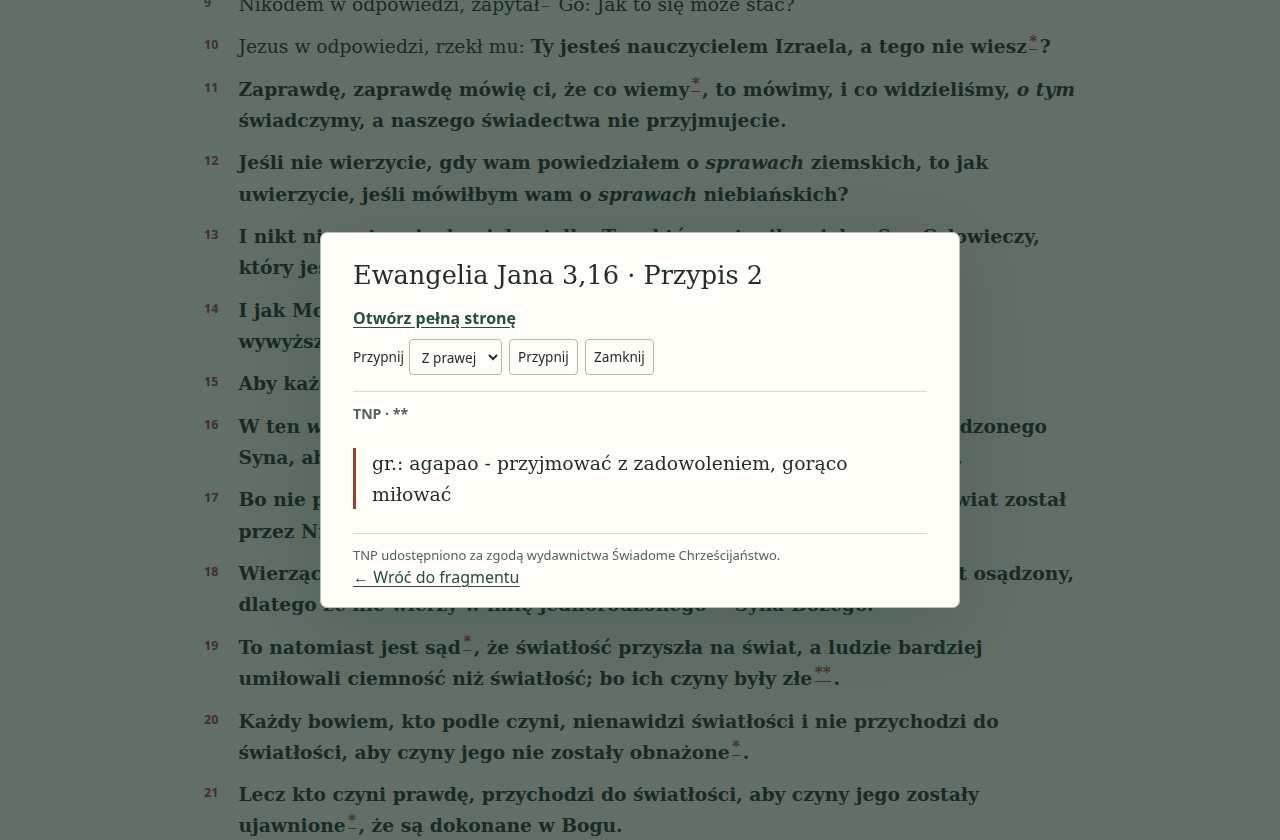 9 Nikodem w odpowiedzi, zapytał Go: Jak to się może stać?
10 Jezus w odpowiedzi, rzekł mu: Ty jesteś nauczycielem Izraela, a tego nie wiesz*?
11 Zaprawdę, zaprawdę mówię ci, że co wiemy*, to mówimy, i co widzieliśmy, o tym
świadczymy, a naszego świadectwa nie przyjmujecie.
12 Jeśli nie wierzycie, gdy wam powiedziałem o sprawach ziemskich, to jak
uwierzycie, jeśli mówiłbym wam o sprawach niebiańskich?
13 I nikt
który
14 I jak
15 Aby
16 W ten dzonego
Syna,
17 Bo nie wiat został
przez
18 osądzony,
dlatego
Ewangelia Jana 3,16 · Przypis 2
Otwórz pełną stronę
Przypnij Z prawej Przypnij Zamknij
TNP · **
gr.: agapao - przyjmować z zadowoleniem, gorąco
miłować
TNP udostępniono za zgodą wydawnictwa Świadome Chrześcijaństwo.
← Wróć do fragmentu
19 To natomiast jest sąd*, że światłość przyszła na świat, a ludzie bardziej
umiłowali ciemność niż światłość; bo ich czyny były złe**.
20 Każdy bowiem, kto podle czyni, nienawidzi światłości i nie przychodzi do
światłości, aby czyny jego nie zostały obnażone*.
21 Lecz kto czyni prawdę, przychodzi do światłości, aby czyny jego zostały
ujawnione*, że są dokonane w Bogu.